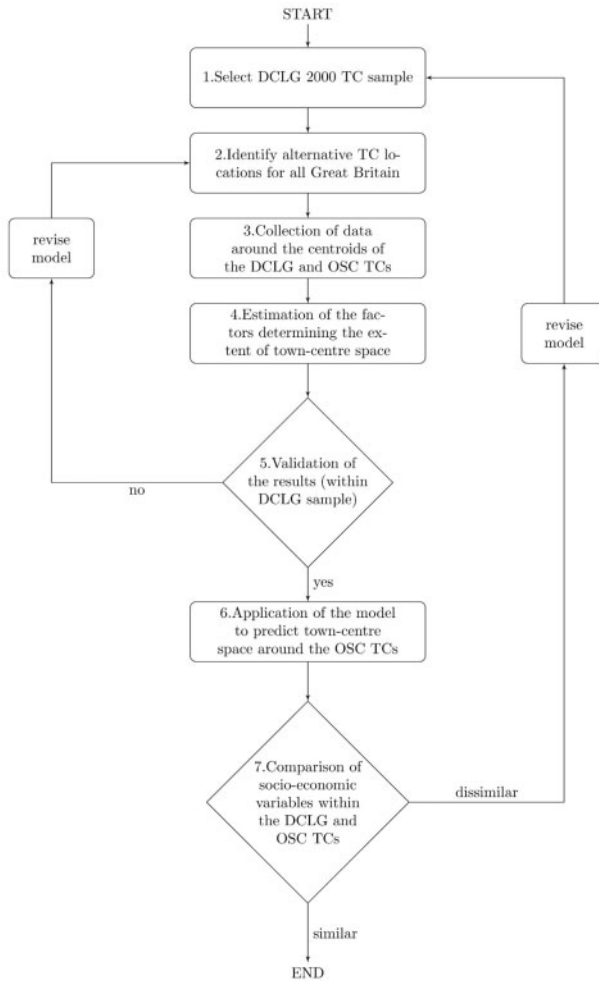 START
1.Select DCLG 2000 TC sample
2.Identify alternative TC lo-
cations for all Great Britain
revise
model
3.Collection of data
around the centroids of
the DCLG and OSC TCs
4.Estimation of the fac-
tors determining the ex-
tent of town-centre space
revise
model
5.Validation of
the results (within
DCLG sample)
no
yes
6.Application of the model
to predict town-centre
space around the OSC TCs
7.Comparison of
socio-economic
variables within
the DCLG and
OSC TCs
dissimilar
similar
END